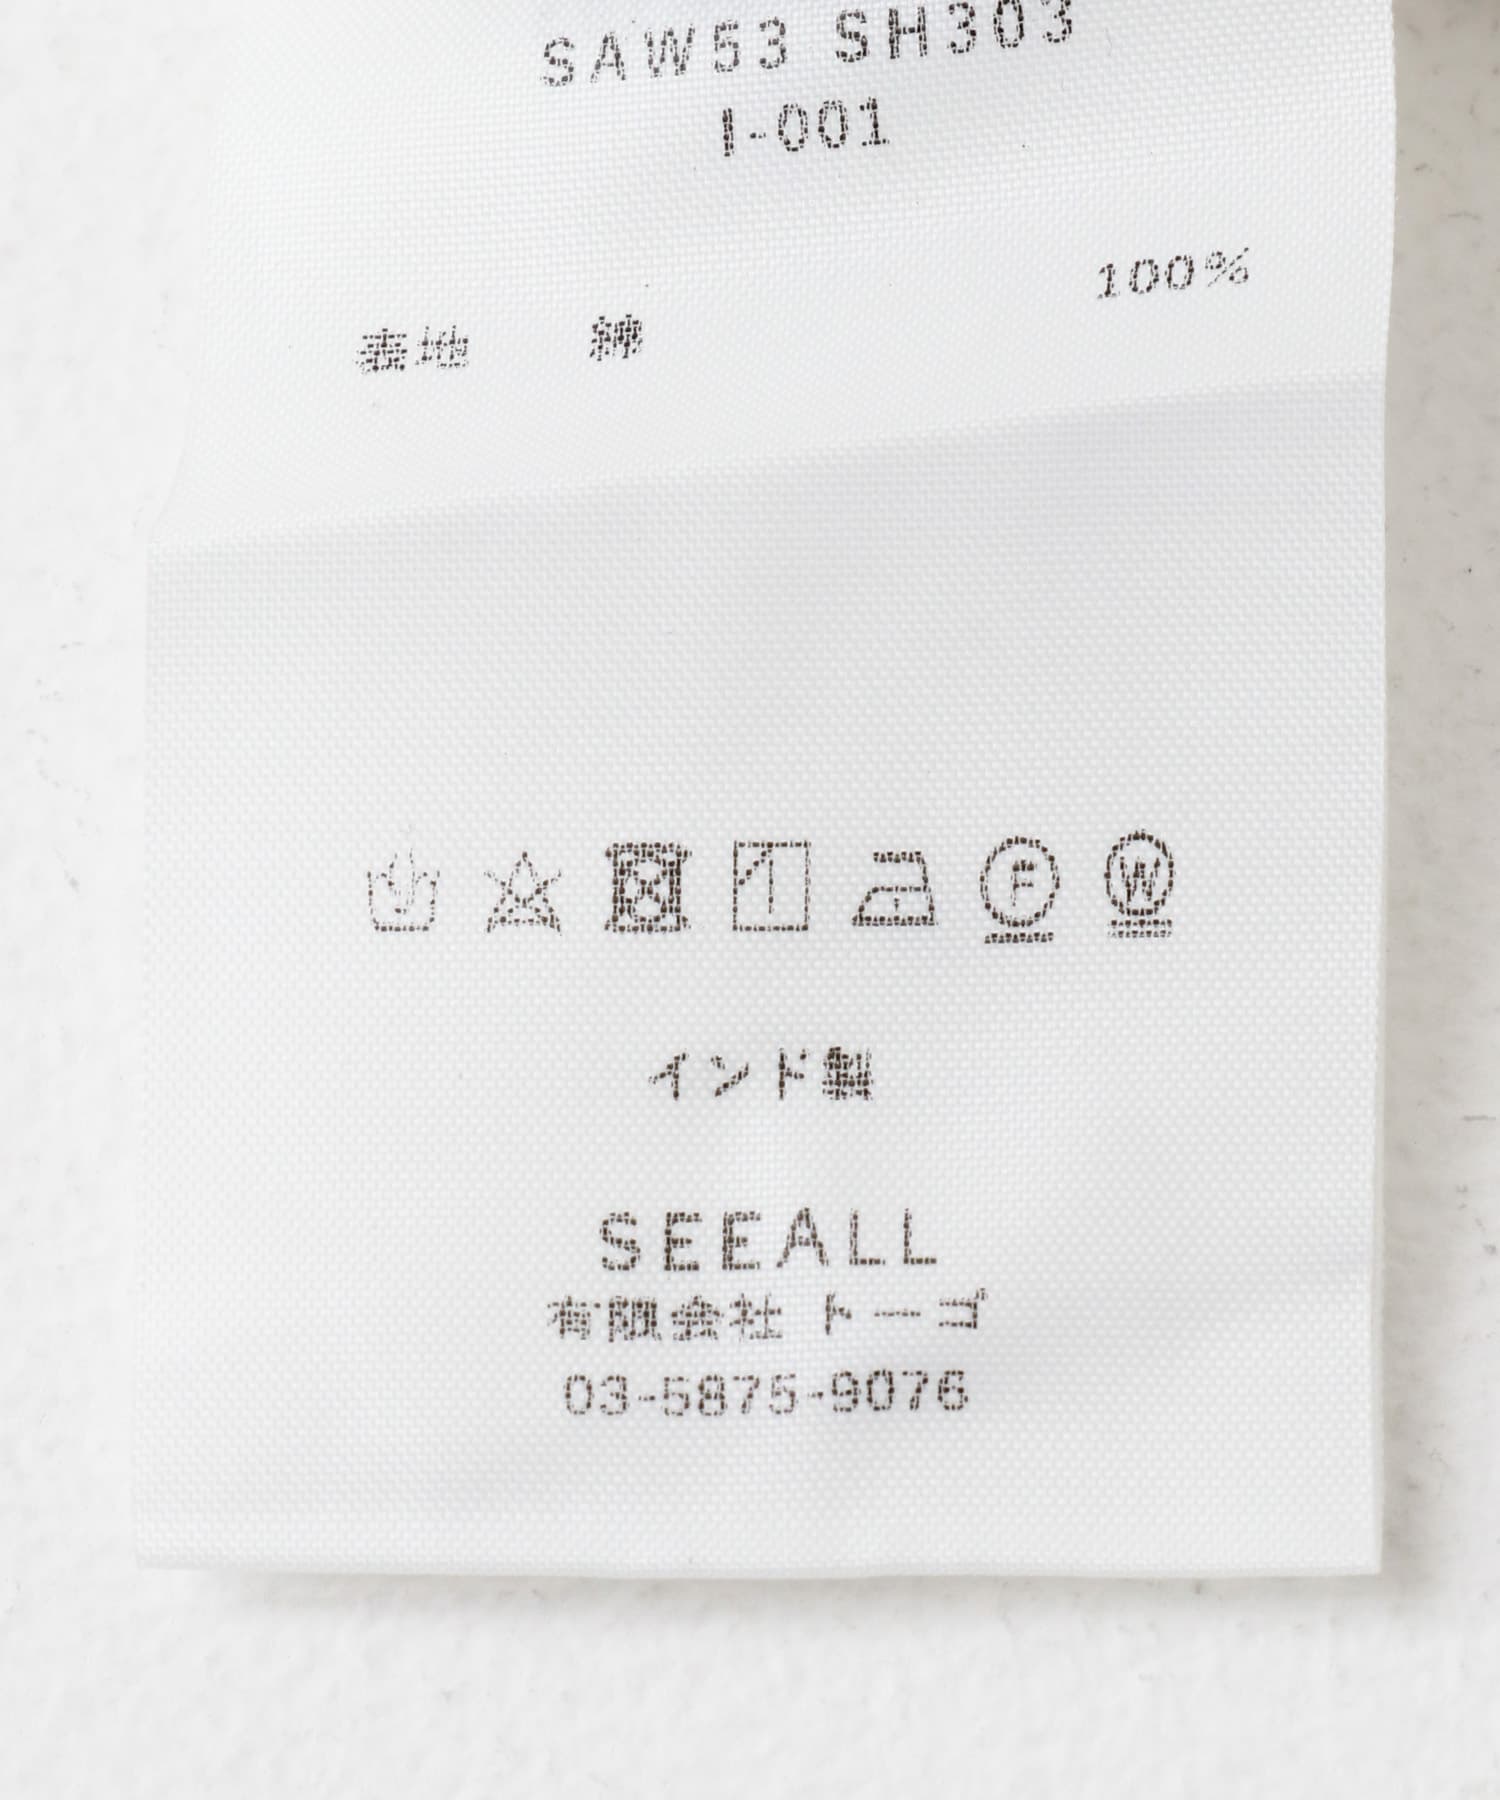 SAW53 SH303
I-001
表地 綿 100%
F W
インド製
SEEALL
有限会社 トーゴ
03-5875-9076